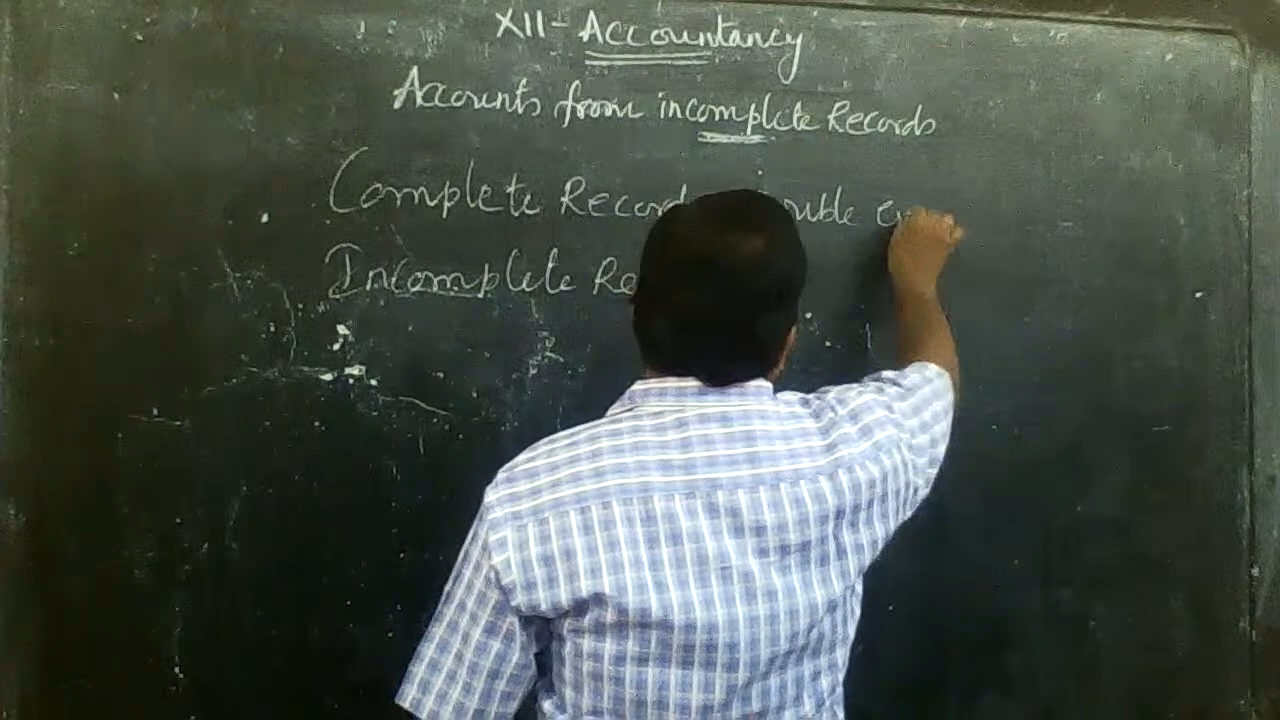 XII - Accountancy
Accounts from incomplete Records
Complete Record
Incomplete Re